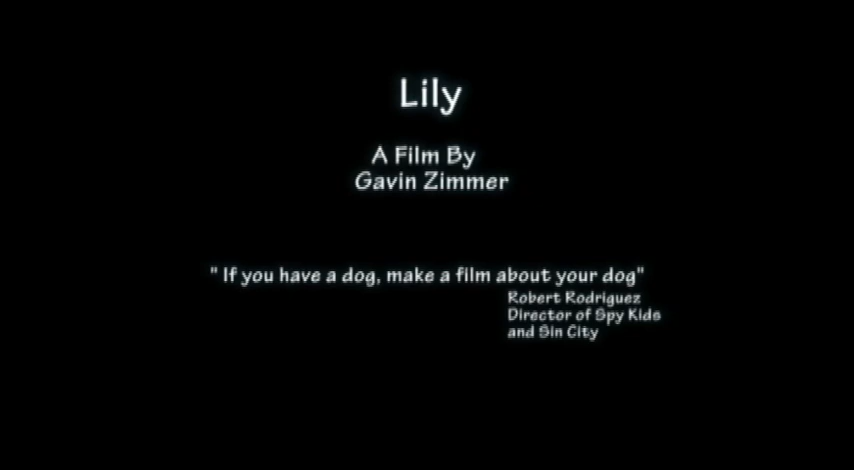 Lily
A Film By
Gavin Zimmer
" If you have a dog, make a film about your dog"
Robert Rodriguez
Director of Spy Kids
and Sin City